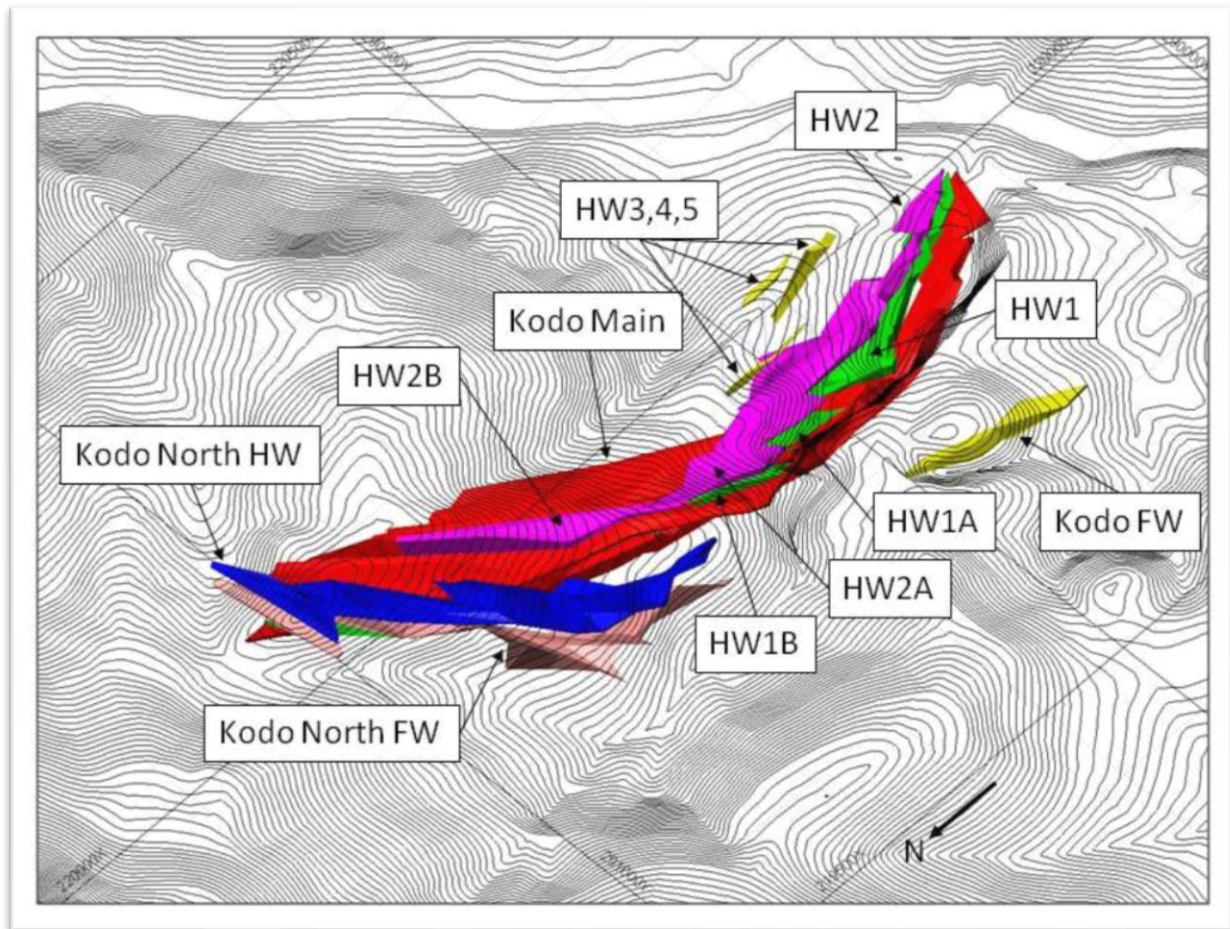 HW2
HW3,4,5
HW1
Kodo Main
HW2B
Kodo North HW
HW1A
Kodo FW
HW2A
HW1B
Kodo North FW
N